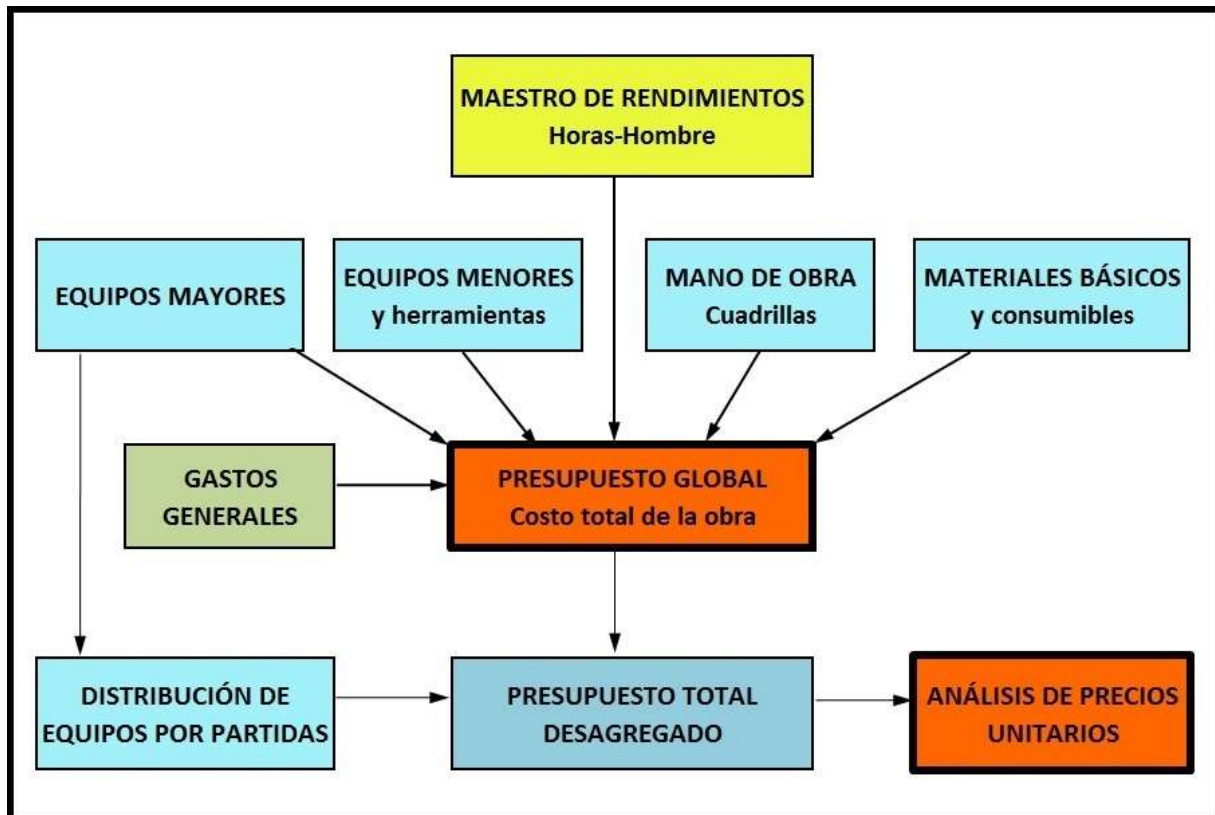 MAESTRO DE RENDIMIENTOS
Horas-Hombre
EQUIPOS MAYORES
EQUIPOS MENORES
y herramientas
MANO DE OBRA
Cuadrillas
MATERIALES BÁSICOS
y consumibles
GASTOS
GENERALES
PRESUPUESTO GLOBAL
Costo total de la obra
DISTRIBUCIÓN DE
EQUIPOS POR PARTIDAS
PRESUPUESTO TOTAL
DESAGREGADO
ANÁLISIS DE PRECIOS
UNITARIOS